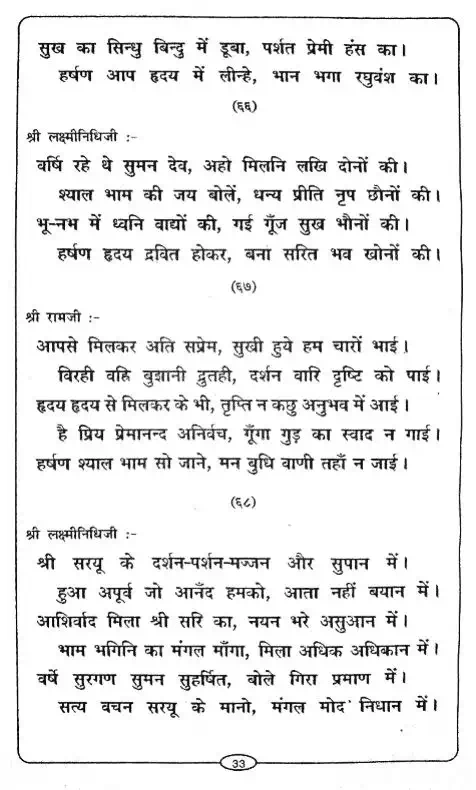 सुख का सिन्धु बिन्दु में डूबा, पर्शत प्रेमी हंस का।
हर्षण आप हृदय में लीन्हे, भान भगा रघुवंश का।
(६६)
श्री लक्ष्मीनिधिजी :-
वर्षि रहे थे सुमन देव, अहो मिलनि लखि दोनों की।
श्याल भाम की जय बोलें, धन्य प्रीति नृप छौनों की।
भू-नभ में ध्वनि वाद्यों की, गई गूँज सुख भौनों की।
हर्षण हृदय द्रवित होकर, बना सरित भव खोनों की।
(६७)
श्री रामजी :-
आपसे मिलकर अति सप्रेम, सुखी हुये हम चारों भाई।
विरही वह्नि बुझानी द्रुतही, दर्शन वारि दृष्टि को पाई।
हृदय हृदय से मिलकर के भी, तृप्ति न कछु अनुभव में आई।
है प्रिय प्रेमानन्द अनिर्वच, गूँगा गुड़ का स्वाद न गाई।
हर्षण श्याल भाम सो जाने, मन बुधि वाणी तहाँ न जाई।
(६८)
श्री लक्ष्मीनिधिजी :-
श्री सरयू के दर्शन-पर्शन-मज्जन और सुपान में।
हुआ अपूर्व जो आनँद हमको, आता नहीं बयान में।
आशिर्वाद मिला श्री सरि का, नयन भरे असुआन में।
भाम भगिनि का मंगल माँगा, मिला अधिक अधिकान में।
वर्षे सुरगण सुमन सुहर्षित, बोले गिरा प्रमाण में।
सत्य बचन सरयू के मानो, मंगल मोद निधान में।
33